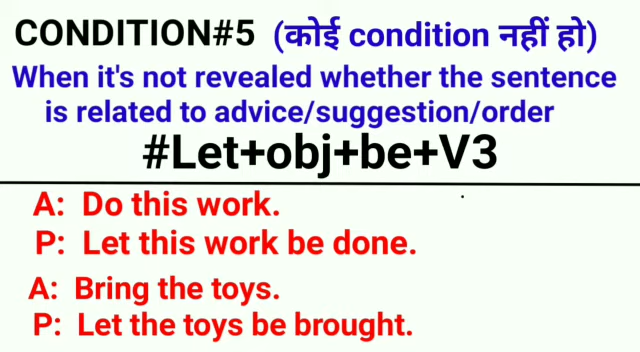 CONDITION#5 (कोई condition नहीं हो)
When it's not revealed whether the sentence
is related to advice/suggestion/order
#Let+obj+be+V3
A: Do this work.
P: Let this work be done.
A: Bring the toys.
P: Let the toys be brought.